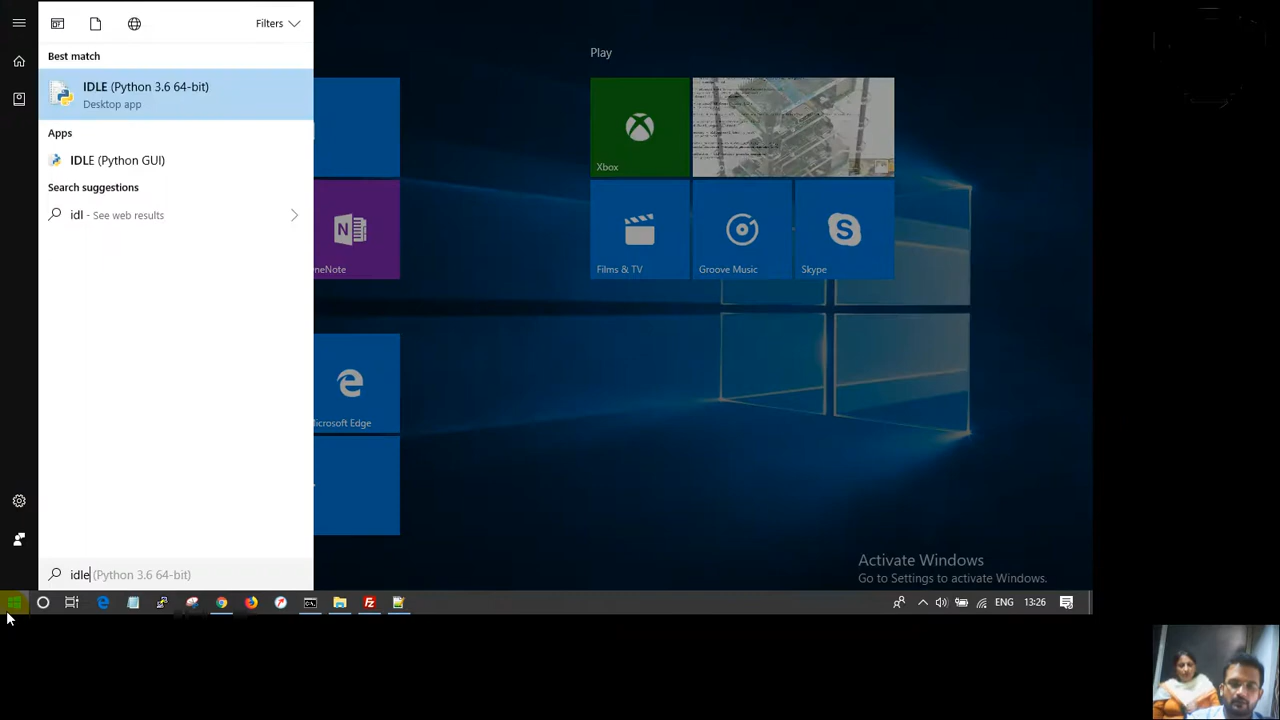 Filters
Best match
IDLE (Python 3.6 64-bit)
Desktop app
Apps
IDLE (Python GUI)
Search suggestions
idl - See web results
idle (Python 3.6 64-bit)
OneNote
Microsoft Edge
Play
Xbox
Films & TV
Groove Music
Skype
Activate Windows
Go to Settings to activate Windows.
ENG
13:26